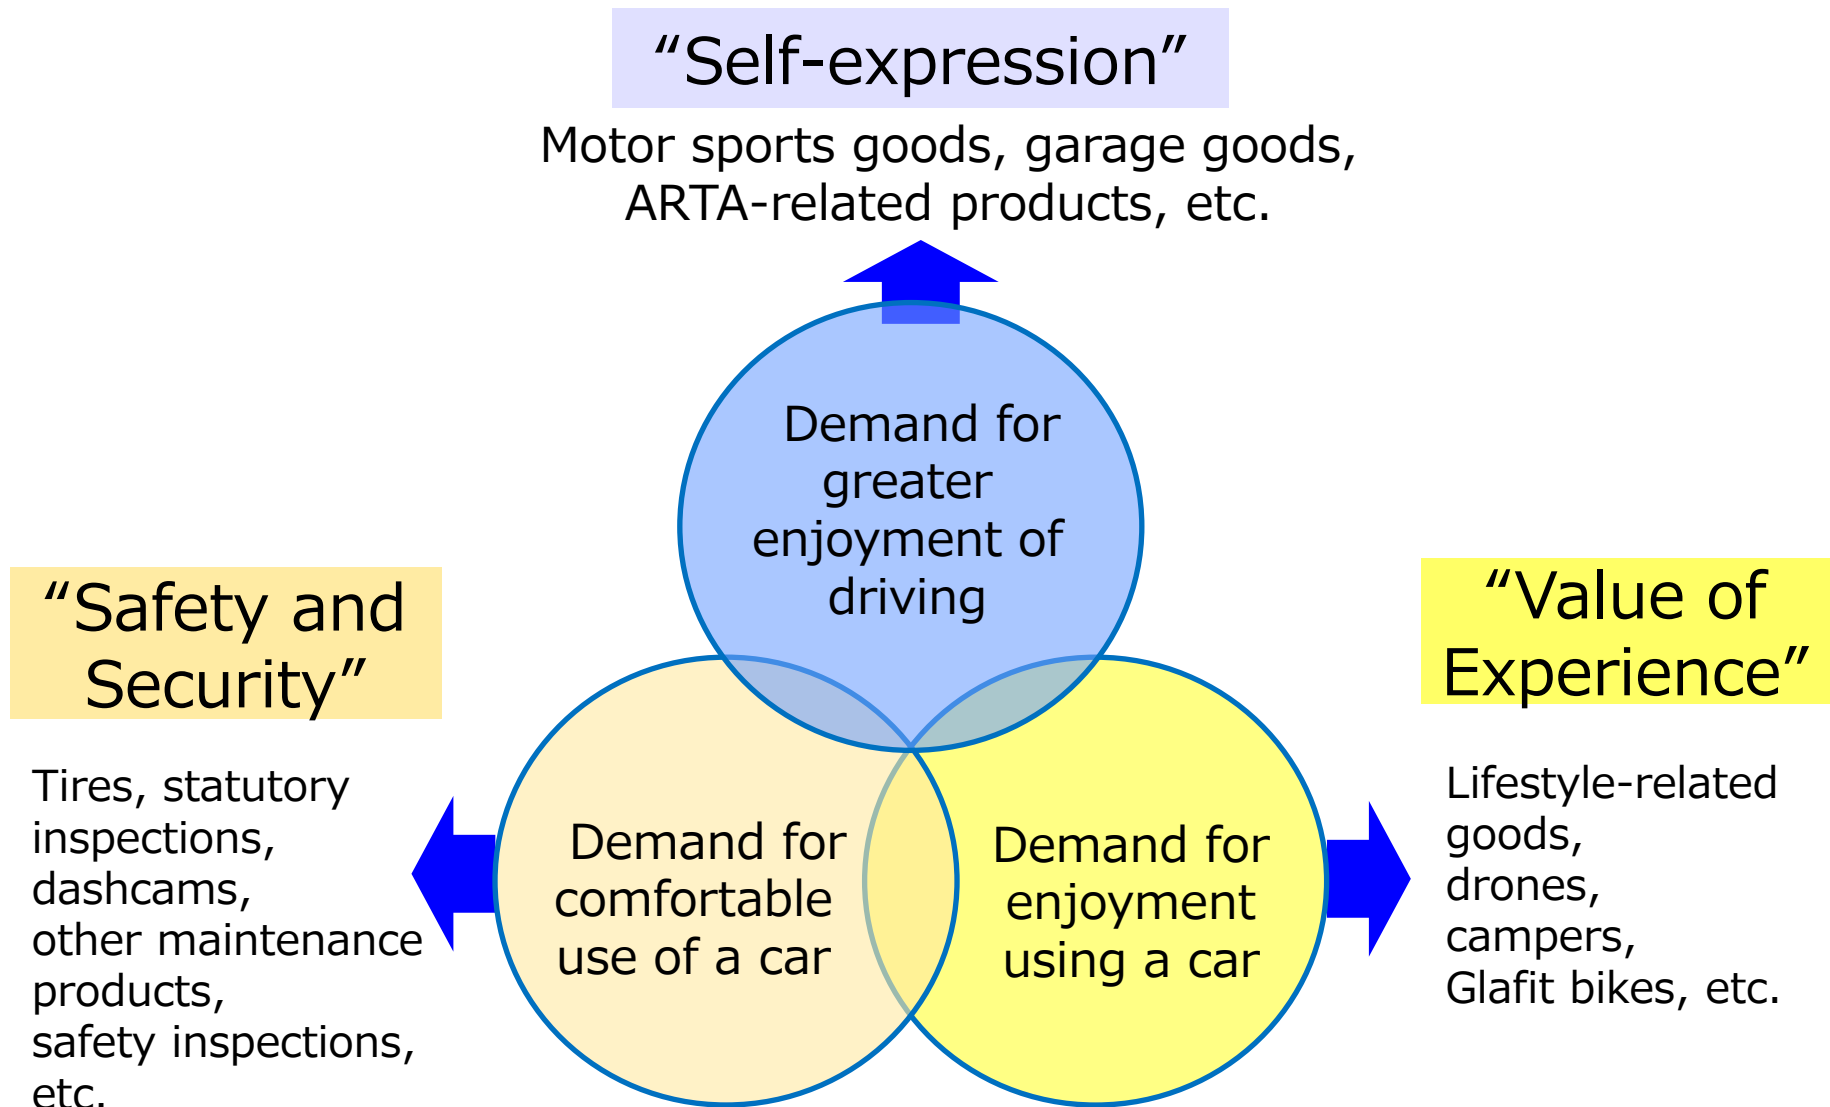 “Self-expression”
Motor sports goods, garage goods,
ARTA-related products, etc.
Demand for
greater
enjoyment of
driving
“Safety and
Security”
Tires, statutory
inspections,
dashcams,
other maintenance
products,
safety inspections,
etc.
Demand for
comfortable
use of a car
Demand for
enjoyment
using a car
“Value of
Experience”
Lifestyle-related
goods,
drones,
campers,
Glafit bikes, etc.